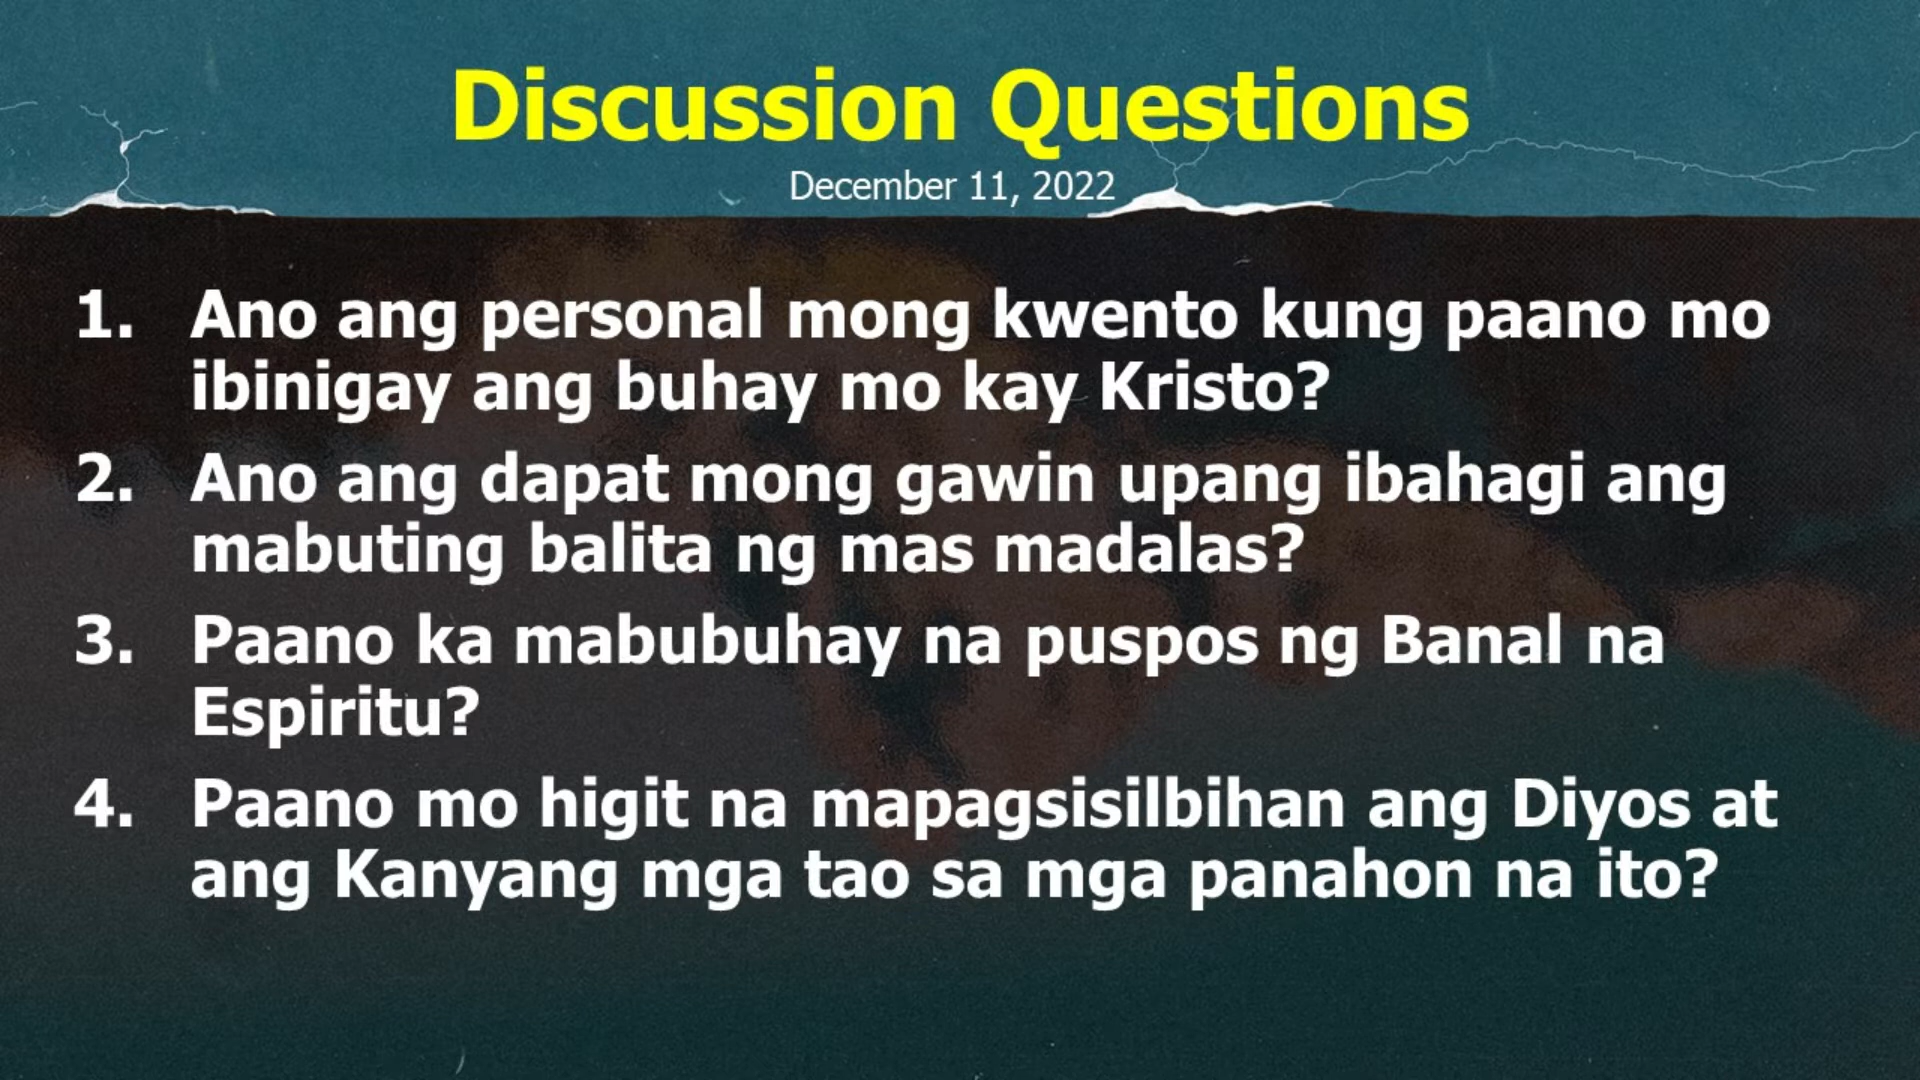 Discussion Questions
December 11, 2022
1. Ano ang personal mong kwento kung paano mo
ibinigay ang buhay mo kay Kristo?
2. Ano ang dapat mong gawin upang ibahagi ang
mabuting balita ng mas madalas?
3. Paano ka mabubuhay na puspos ng Banal na
Espiritu?
4. Paano mo higit na mapagsisilbihan ang Diyos at
ang Kanyang mga tao sa mga panahon na ito?